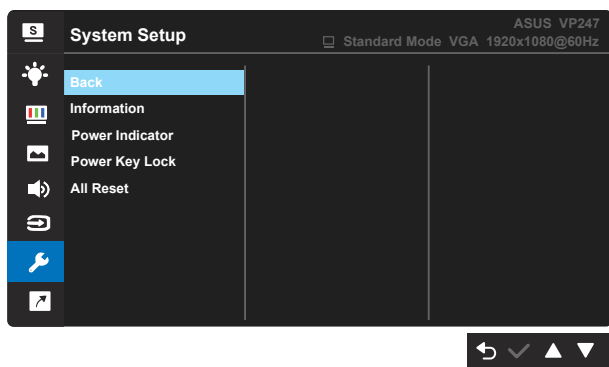 S
System Setup
ASUS VP247
Standard Mode VGA 1920x1080@60Hz
Back
Information
Power Indicator
Power Key Lock
All Reset